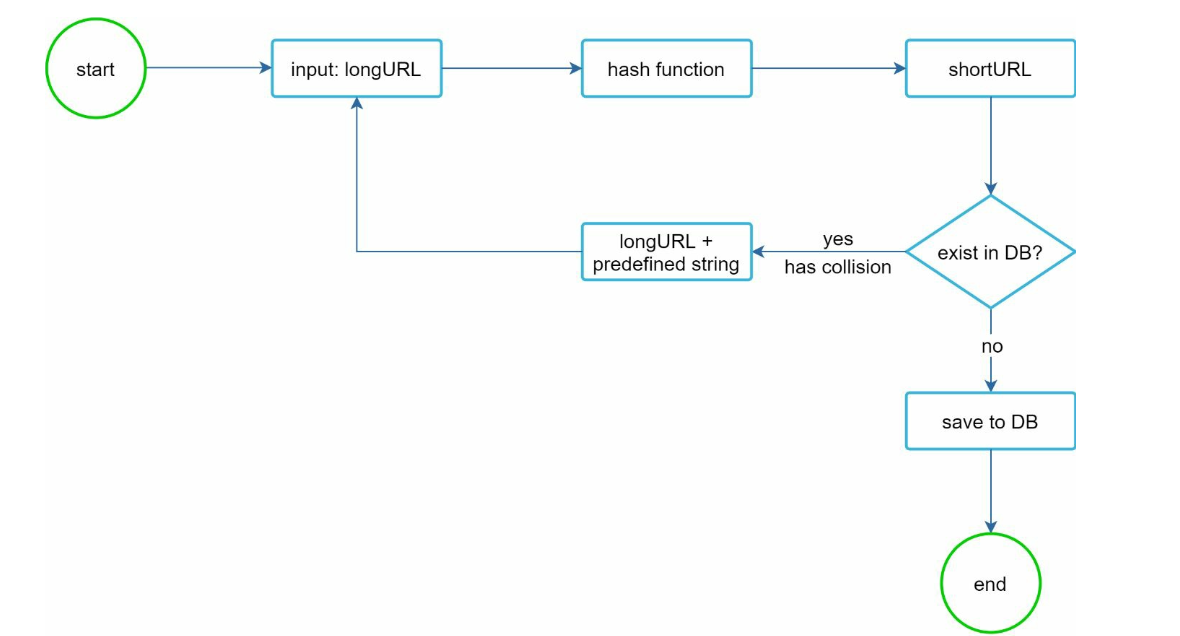 start
input: longURL
hash function
shortURL
longURL +
predefined string
yes
has collision
exist in DB?
no
save to DB
end